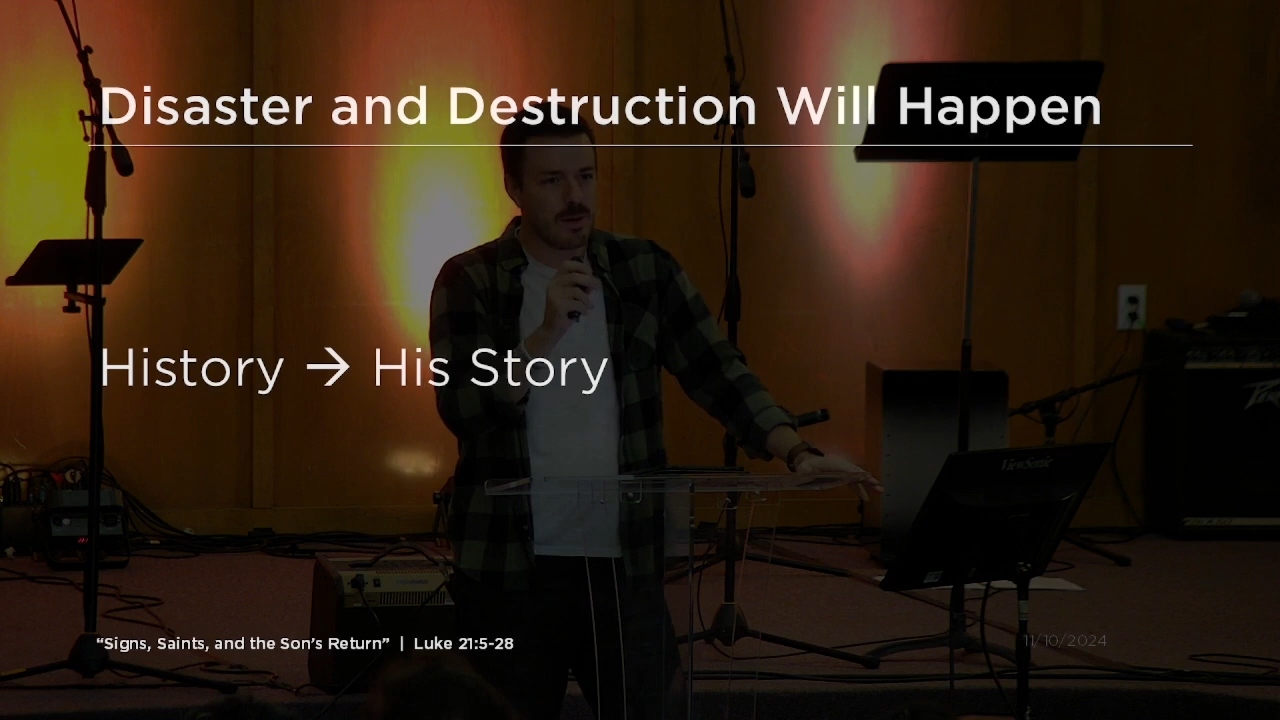 Disaster and Destruction Will Happen
History → His Story
“Signs, Saints, and the Son’s Return” | Luke 21:5-28
11/10/2024
ViewSonic